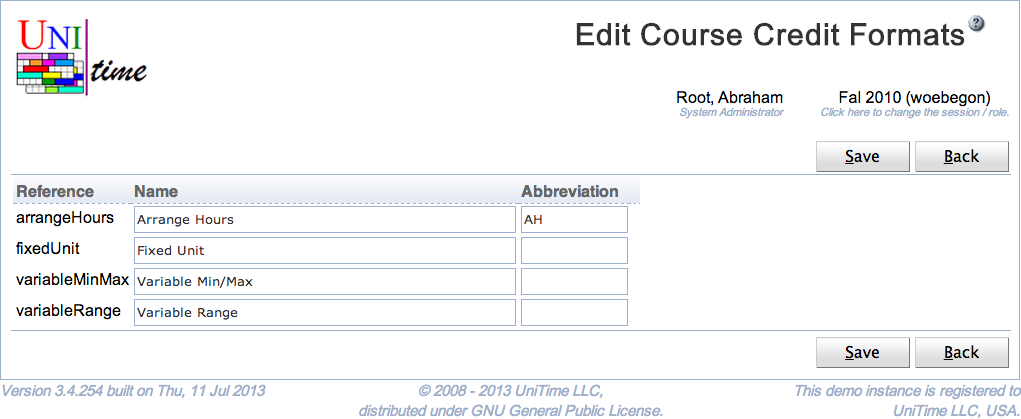 UNI
time
Edit Course Credit Formats ?
Root, Abraham Fal 2010 (woebegon)
System Administrator Click here to change the session / role.
Save Back
Reference Name Abbreviation
arrangeHours Arrange Hours AH
fixedUnit Fixed Unit
variableMinMax Variable Min/Max
variableRange Variable Range
Save Back
Version 3.4.254 built on Thu, 11 Jul 2013 © 2008 - 2013 UniTime LLC, This demo instance is registered to
distributed under GNU General Public License. UniTime LLC, USA.